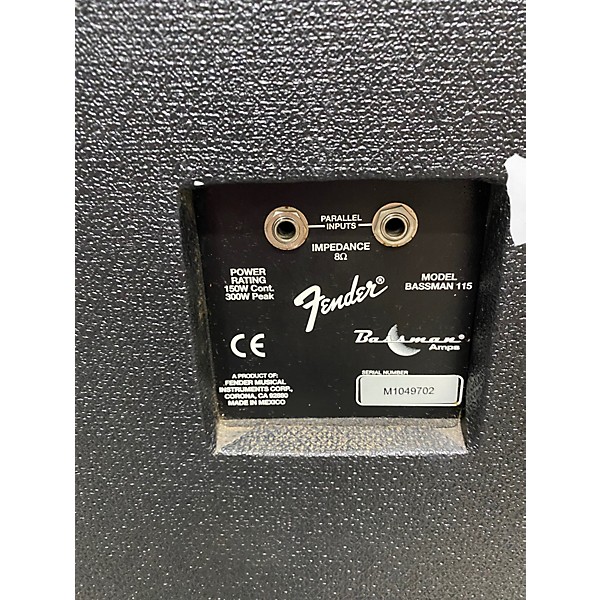 PARALLEL
INPUTS
IMPEDANCE
8Ω
POWER
RATING
150W Cont.
300W Peak
Fender®
MODEL
BASSMAN 115
Bassman®
Amps
CE
A PRODUCT OF:
FENDER MUSICAL
INSTRUMENTS CORP.,
CORONA, CA 92880
MADE IN MEXICO
SERIAL NUMBER
M1049702